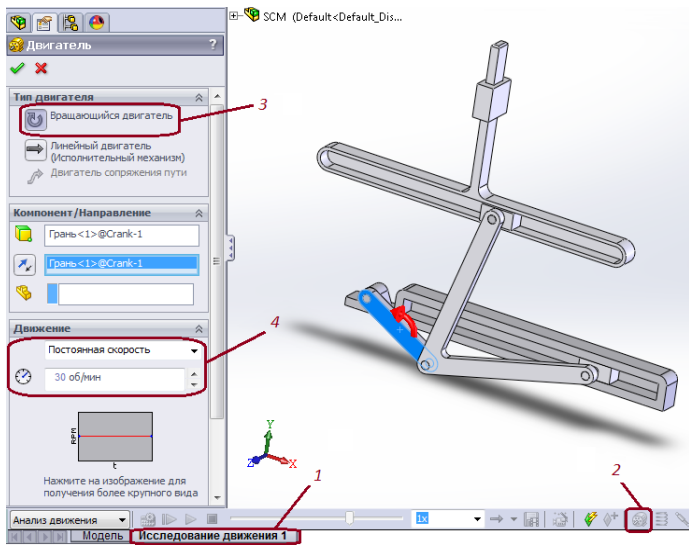 SCM (Default<Default_Dis...
Двигатель ?
Тип двигателя
Вращающийся двигатель
3
Линейный двигатель
(Исполнительный механизм)
Двигатель сопряжения пути
Компонент/Направление
Грань<1>@Crank-1
Грань<1>@Crank-1
Движение
4
Постоянная скорость
30 об/мин
RPM
t
Нажмите на изображение для
получения более крупного вида
Y
Z X
1
2
Анализ движения
1x
Модель
Исследование движения 1